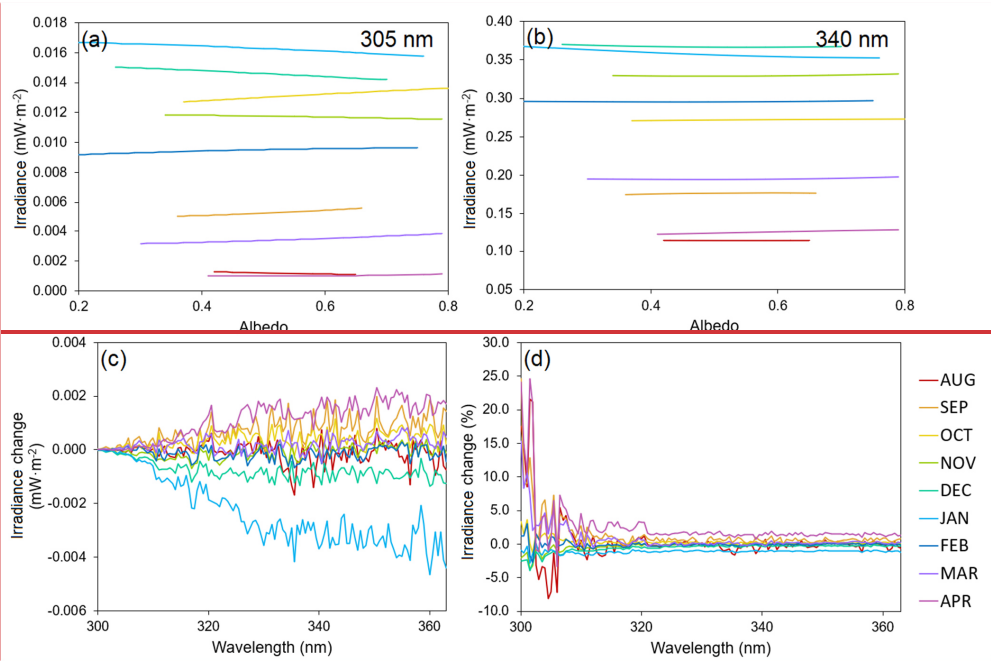 (a) 305 nm
Irradiance (mW·m-2)
0.018
0.016
0.014
0.012
0.010
0.008
0.006
0.004
0.002
0.000
0.2 0.4 0.6 0.8
Albedo
(b) 340 nm
Irradiance (mW·m-2)
0.40
0.35
0.30
0.25
0.20
0.15
0.10
0.05
0.2 0.4 0.6 0.8
Albedo
(c)
Irradiance change
(mW·m-2)
0.004
0.002
0.000
-0.002
-0.004
-0.006
300 320 340 360
Wavelength (nm)
(d)
Irradiance change (%)
30.0
25.0
20.0
15.0
10.0
5.0
0.0
-5.0
-10.0
300 320 340 360
Wavelength (nm)
AUG
SEP
OCT
NOV
DEC
JAN
FEB
MAR
APR